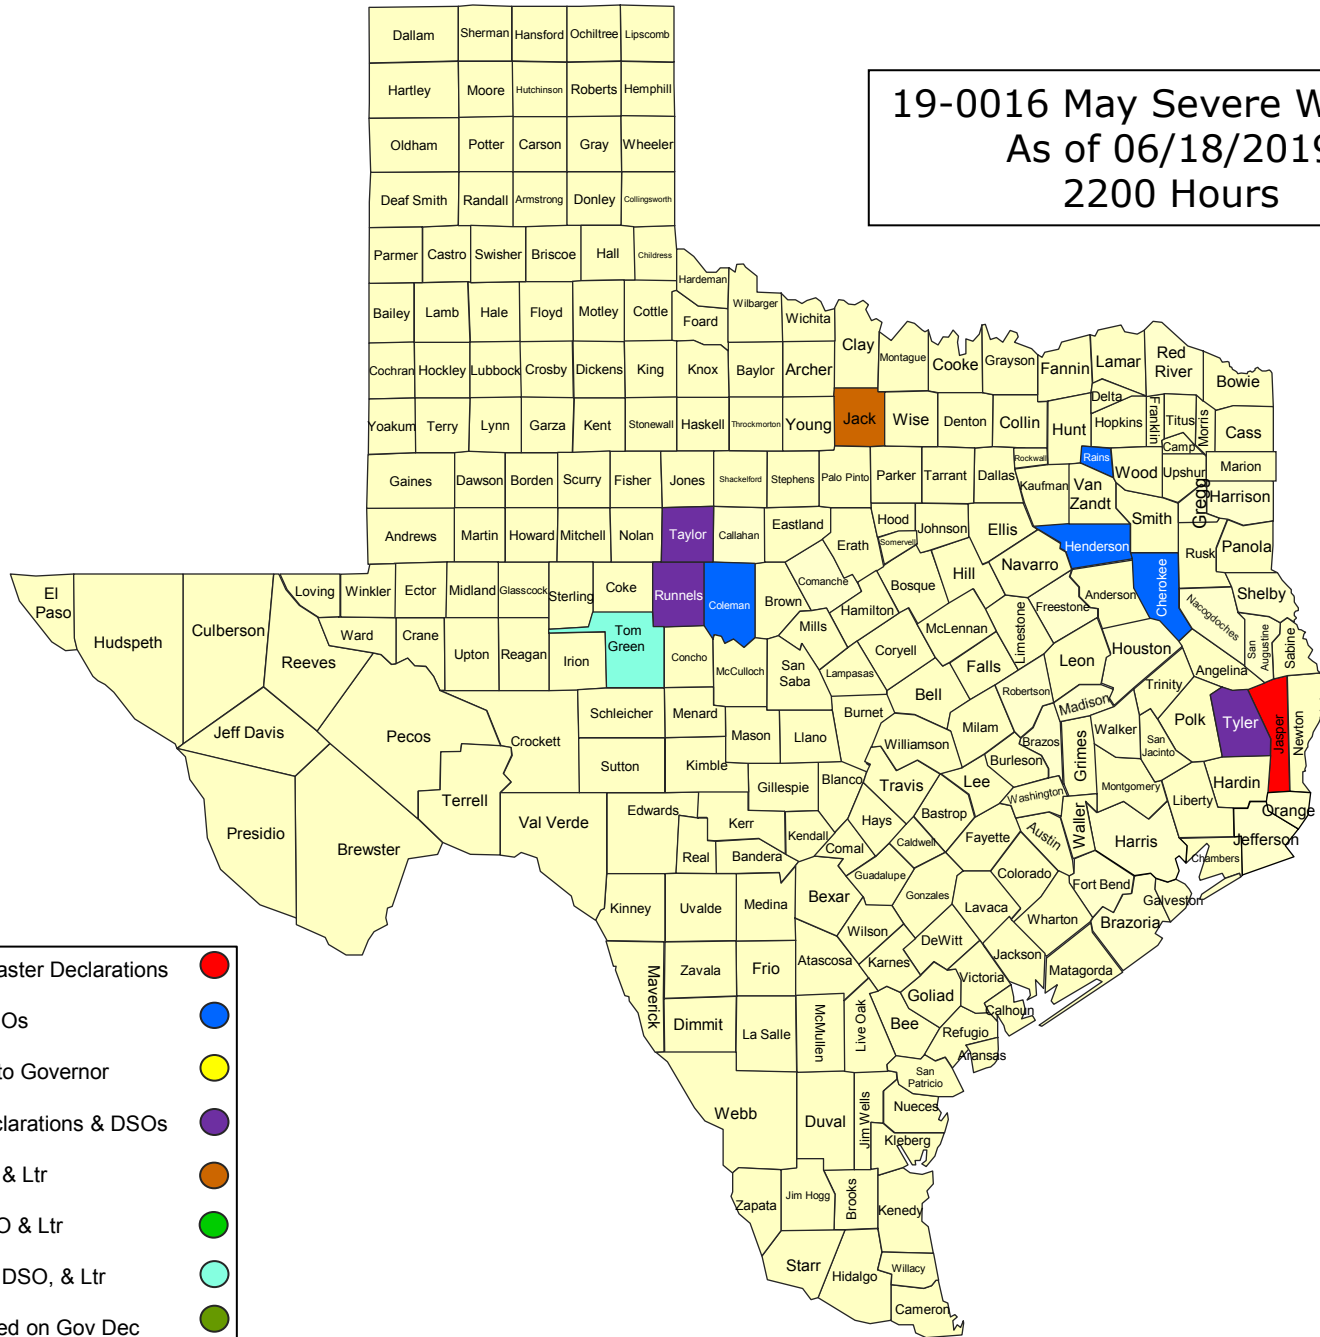 Dallam Sherman Hansford Ochiltree Lipscomb
Hartley Moore Hutchinson Roberts Hemphill
19-0016 May Severe W
As of 06/18/2019
2200 Hours
Oldham Potter Carson Gray Wheeler
Deaf Smith Randall Armstrong Donley Collingsworth
Parmer Castro Swisher Briscoe Hall Childress
Hardeman
Bailey Lamb Hale Floyd Motley Cottle Foard Wilbarger Wichita
Clay Montague Cooke Grayson Fannin Lamar Red River Bowie
Cochran Hockley Lubbock Crosby Dickens King Knox Baylor Archer
Delta
Yoakum Terry Lynn Garza Kent Stonewall Haskell Throckmorton Young Jack Wise Denton Collin Hunt Hopkins Franklin Titus Morris Cass
Camp
Rockwall Rains
Gaines Dawson Borden Scurry Fisher Jones Shackelford Stephens Palo Pinto Parker Tarrant Dallas Kaufman Van Zandt Wood Upshur Marion
Gregg Harrison
Andrews Martin Howard Mitchell Nolan Taylor Callahan Eastland Erath Hood Somervell Johnson Ellis Henderson Smith Rusk Panola
El Paso Hudspeth Culberson Reeves Loving Winkler Ector Midland Glasscock Sterling Coke Runnels Coleman Brown Comanche Hamilton Bosque Hill Navarro Freestone Anderson Cherokee Nacogdoches Shelby
Ward Crane Upton Reagan Irion Tom Green Concho McCulloch San Saba Mills Lampasas Coryell McLennan Limestone Falls Leon Houston Angelina San Augustine Sabine
Jeff Davis Pecos Crockett Schleicher Menard Mason Llano Burnet Bell Milam Robertson Madison Trinity Walker Polk Tyler Jasper Newton
Presidio Brewster Terrell Val Verde Sutton Kimble Gillespie Blanco Williamson Travis Lee Burleson Brazos Grimes San Jacinto Montgomery Liberty Hardin Orange
Edwards Real Kerr Bandera Kendall Comal Hays Caldwell Bastrop Fayette Washington Austin Waller Harris Chambers Jefferson
Kinney Uvalde Medina Bexar Guadalupe Gonzales Lavaca Colorado Wharton Fort Bend Brazoria Galveston
Maverick Zavala Frio Atascosa Wilson Karnes DeWitt Victoria Jackson Matagorda
Dimmit La Salle McMullen Live Oak Bee Goliad Refugio Calhoun Aransas
San Patricio
Webb Duval Jim Wells Nueces Kleberg
Zapata Jim Hogg Brooks Kenedy
Starr Hidalgo Willacy
Cameron
aster Declarations
Os
to Governor
clarations & DSOs
& Ltr
O & Ltr
DSO, & Ltr
ed on Gov Dec